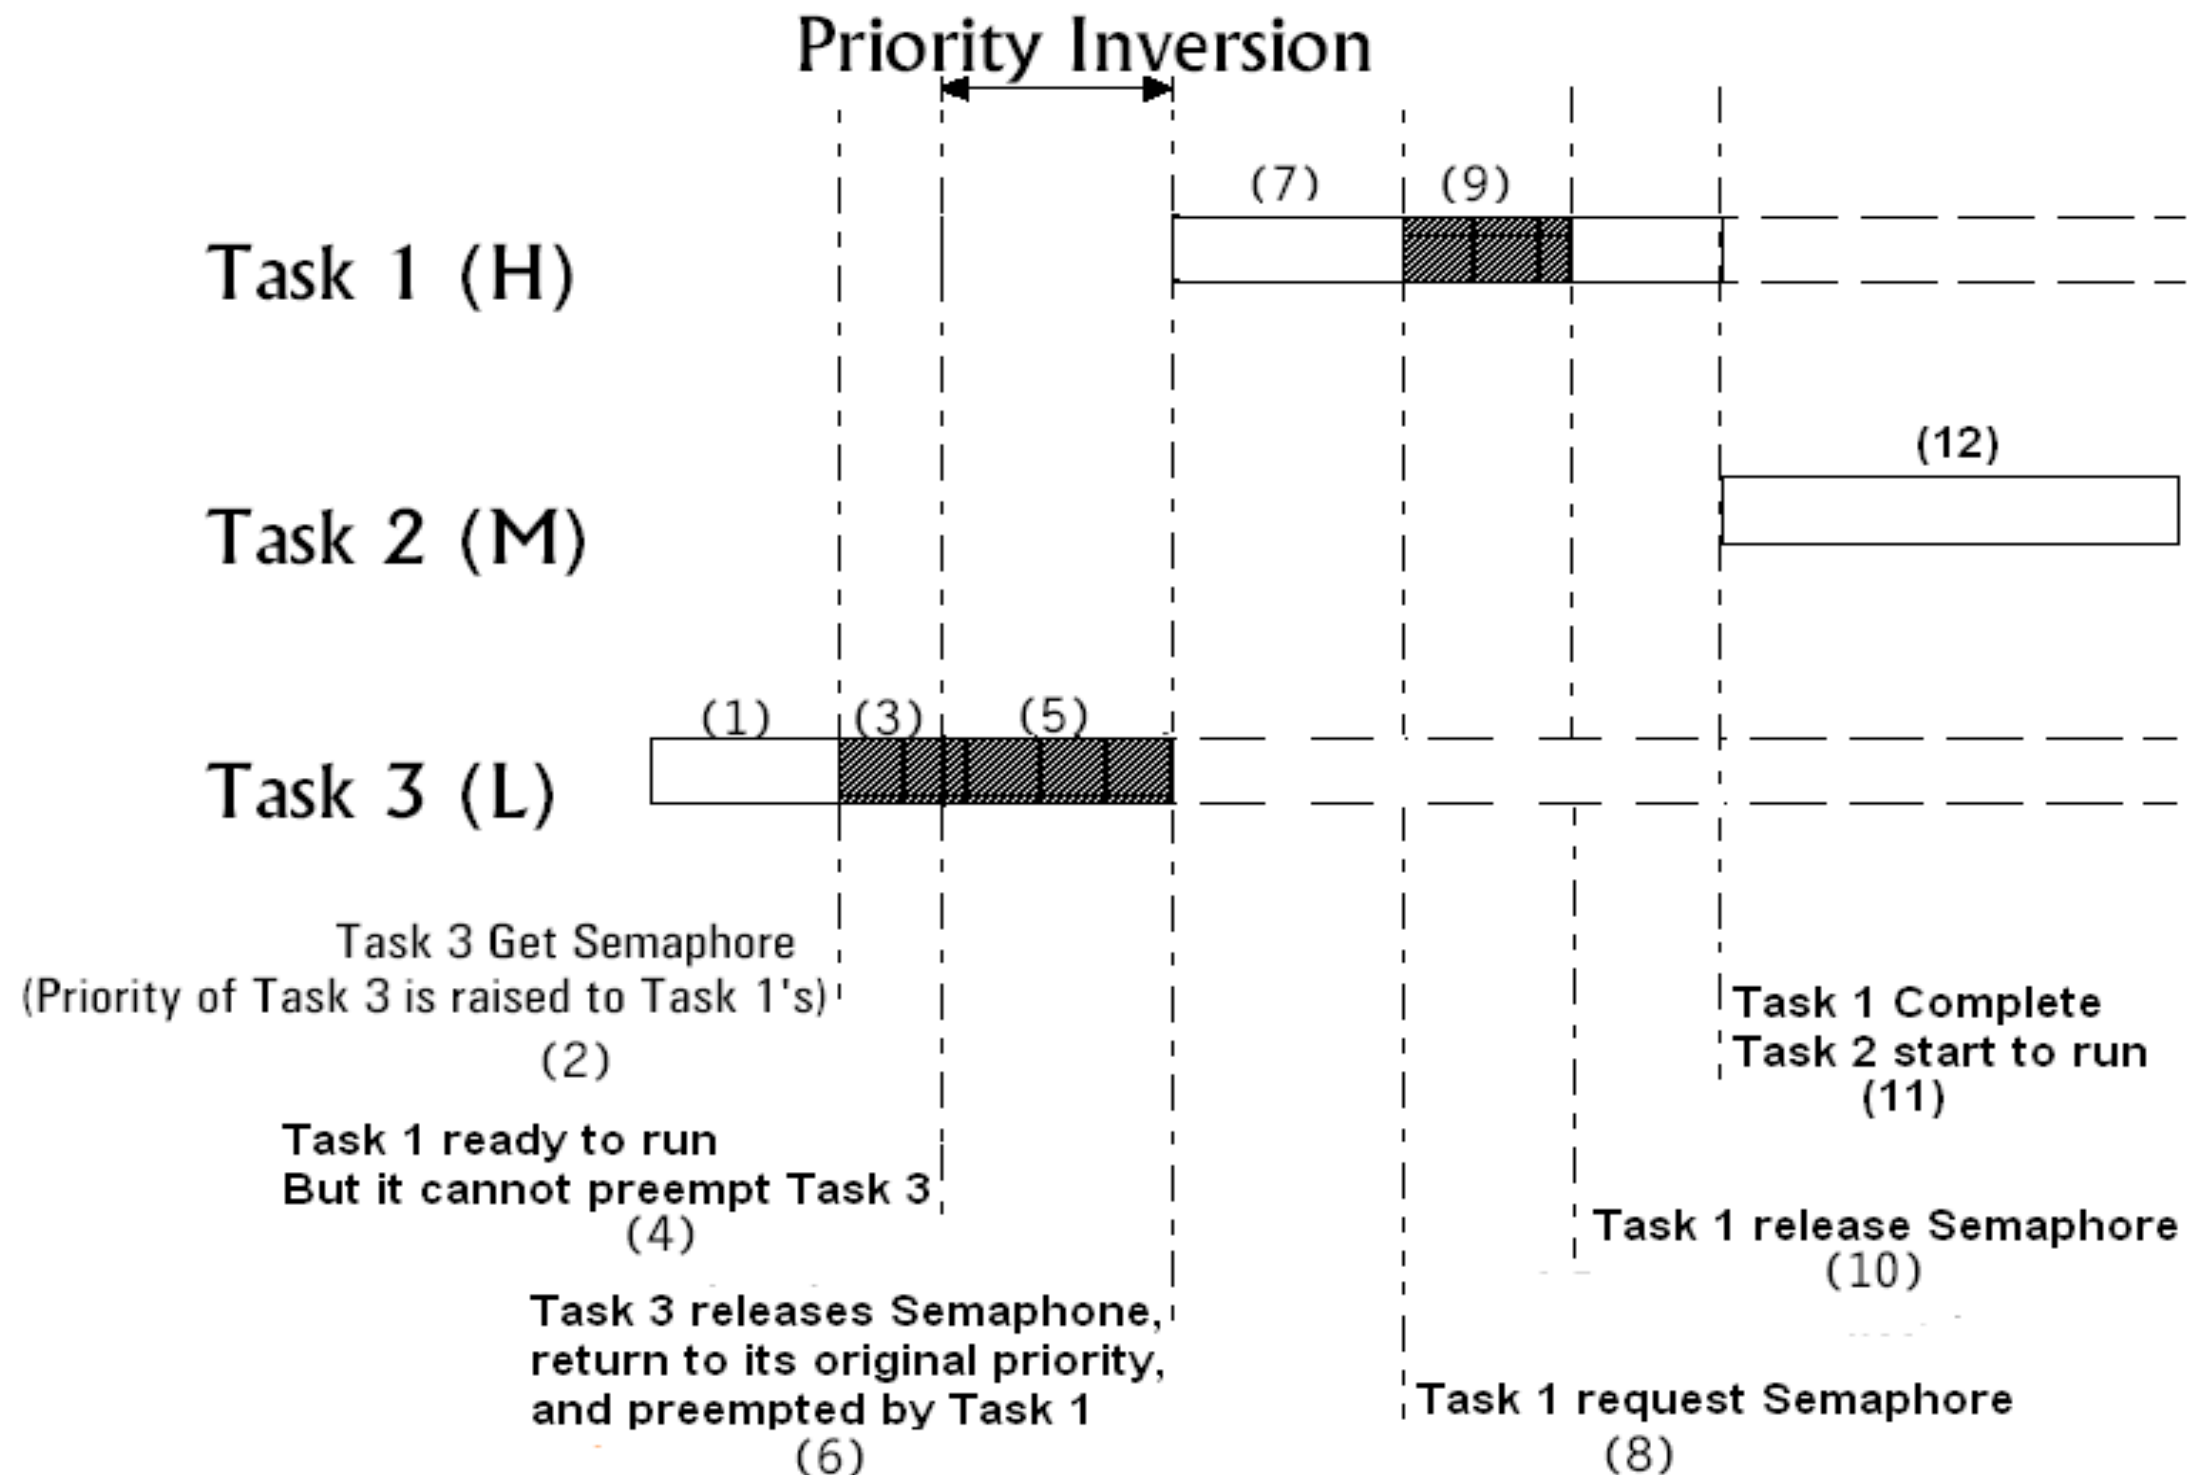 Priority Inversion
(7)
(9)
Task 1 (H)
(12)
Task 2 (M)
(1)
(3)
(5)
Task 3 (L)
Task 3 Get Semaphore
(Priority of Task 3 is raised to Task 1's)
(2)
Task 1 ready to run
But it cannot preempt Task 3
(4)
Task 3 releases Semaphone,
return to its original priority,
and preempted by Task 1
(6)
Task 1 request Semaphore
(8)
Task 1 release Semaphore
(10)
Task 1 Complete
Task 2 start to run
(11)